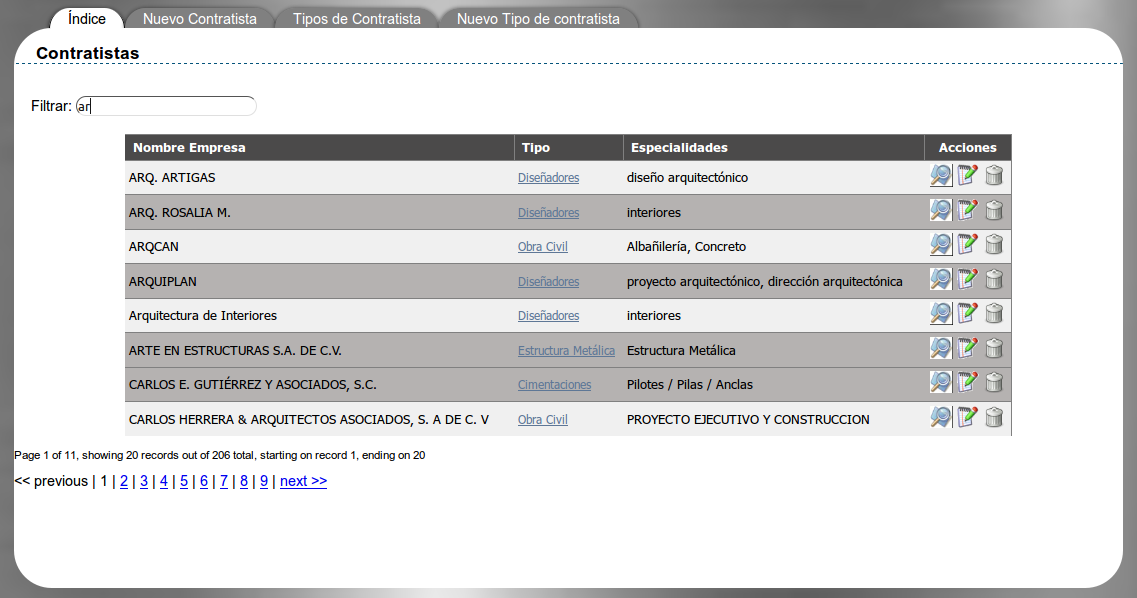 Índice Nuevo Contratista Tipos de Contratista Nuevo Tipo de contratista
Contratistas
Filtrar: ar
Nombre Empresa Tipo Especialidades Acciones
ARQ. ARTIGAS Diseñadores diseño arquitectónico
ARQ. ROSALIA M. Diseñadores interiores
ARQCAN Obra Civil Albañilería, Concreto
ARQUIPLAN Diseñadores proyecto arquitectónico, dirección arquitectónica
Arquitectura de Interiores Diseñadores interiores
ARTE EN ESTRUCTURAS S.A. DE C.V. Estructura Metálica Estructura Metálica
CARLOS E. GUTIÉRREZ Y ASOCIADOS, S.C. Cimentaciones Pilotes / Pilas / Anclas
CARLOS HERRERA & ARQUITECTOS ASOCIADOS, S. A DE C. V Obra Civil PROYECTO EJECUTIVO Y CONSTRUCCION
Page 1 of 11, showing 20 records out of 206 total, starting on record 1, ending on 20
<< previous | 1 | 2 | 3 | 4 | 5 | 6 | 7 | 8 | 9 | next >>